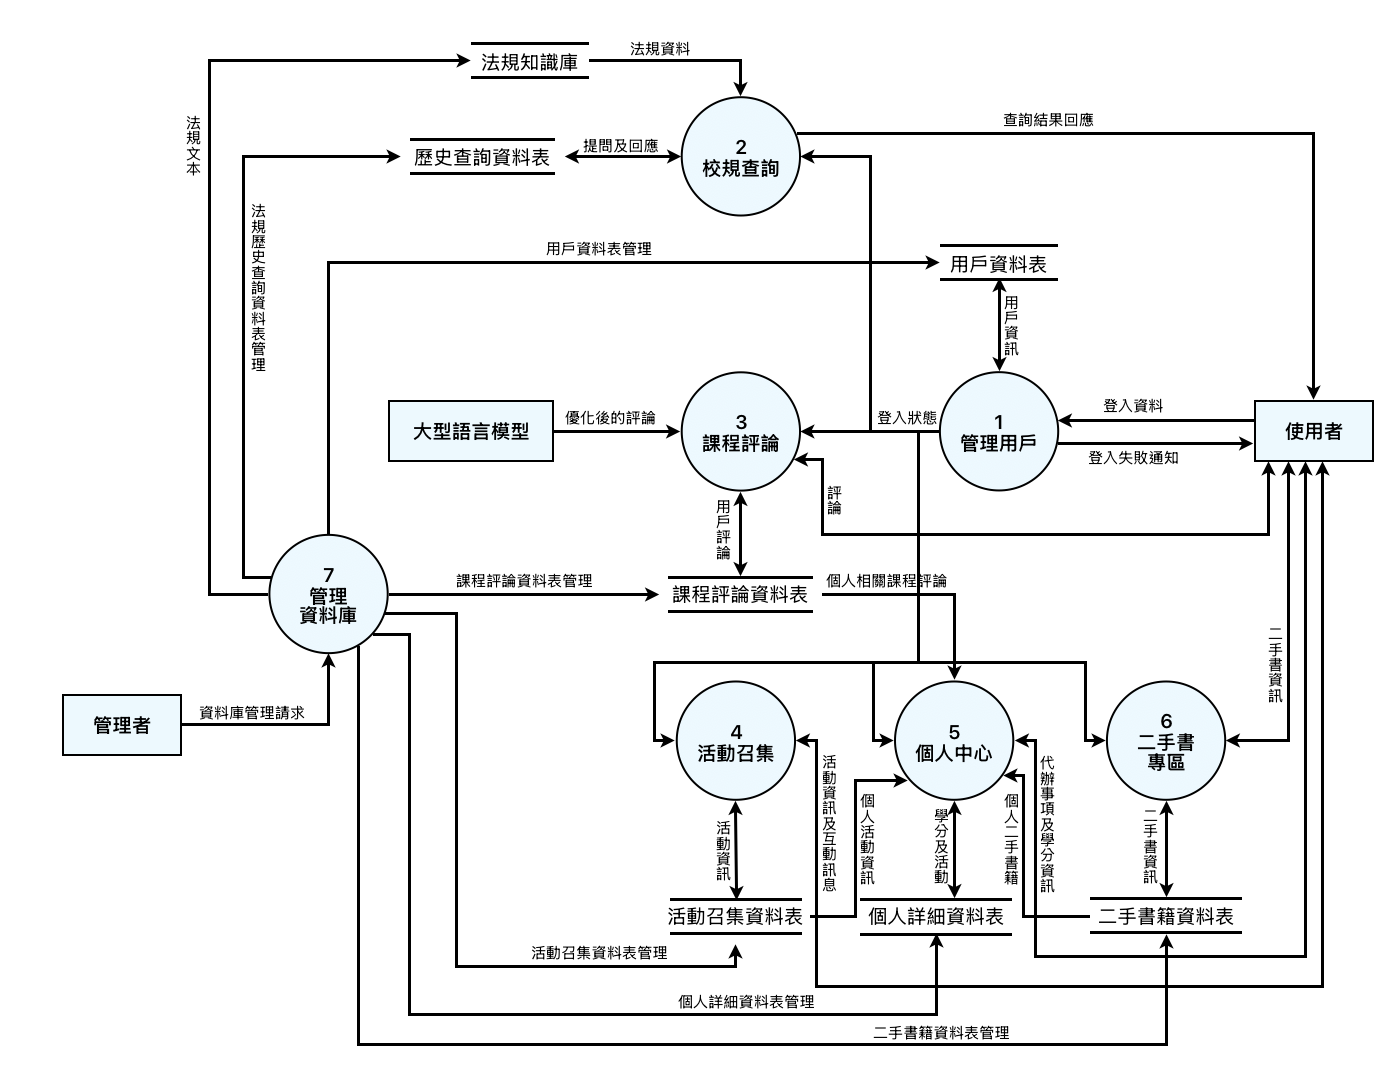 法規知識庫
法規資料
法規文本
歷史查詢資料表
提問及回應
2
校規查詢
查詢結果回應
法規歷史查詢資料表管理
用戶資料表管理
用戶資料表
用戶資訊
大型語言模型
優化後的評論
3
課程評論
登入狀態
1
管理用戶
登入資料
登入失敗通知
使用者
用戶評論
評論
7
管理
資料庫
課程評論資料表管理
課程評論資料表
個人相關課程評論
管理者
資料庫管理請求
二手書資訊
4
活動召集
5
個人中心
6
二手書
專區
活動資訊
活動資訊及互動訊息
個人活動資訊
學分及活動
個人二手書籍
代辦事項及學分資訊
二手書資訊
活動召集資料表
個人詳細資料表
二手書籍資料表
活動召集資料表管理
個人詳細資料表管理
二手書籍資料表管理